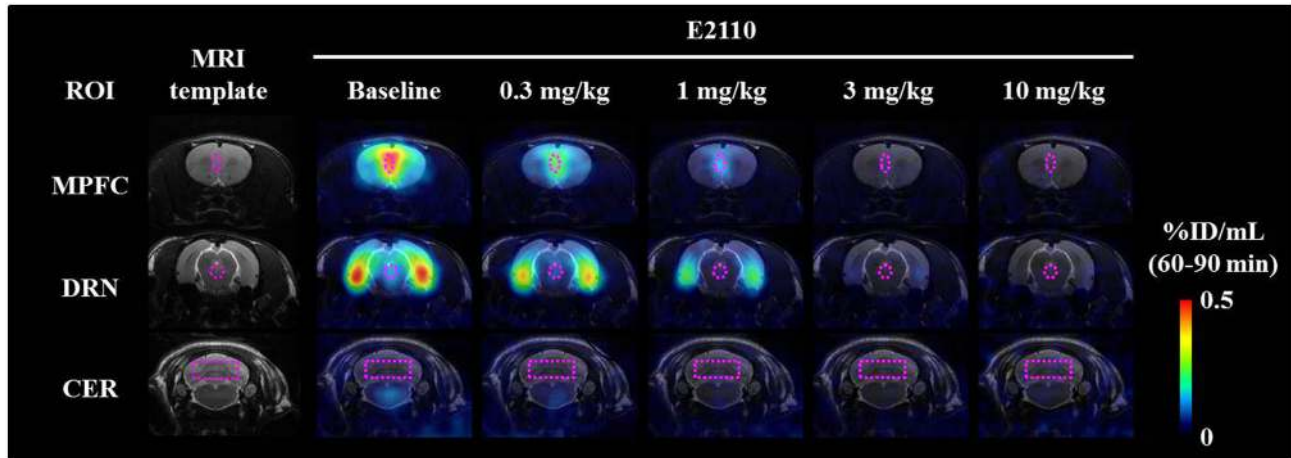 E2110
MRI
template
ROI
Baseline
0.3 mg/kg
1 mg/kg
3 mg/kg
10 mg/kg
MPFC
DRN
CER
%ID/mL
(60-90 min)
0.5
0